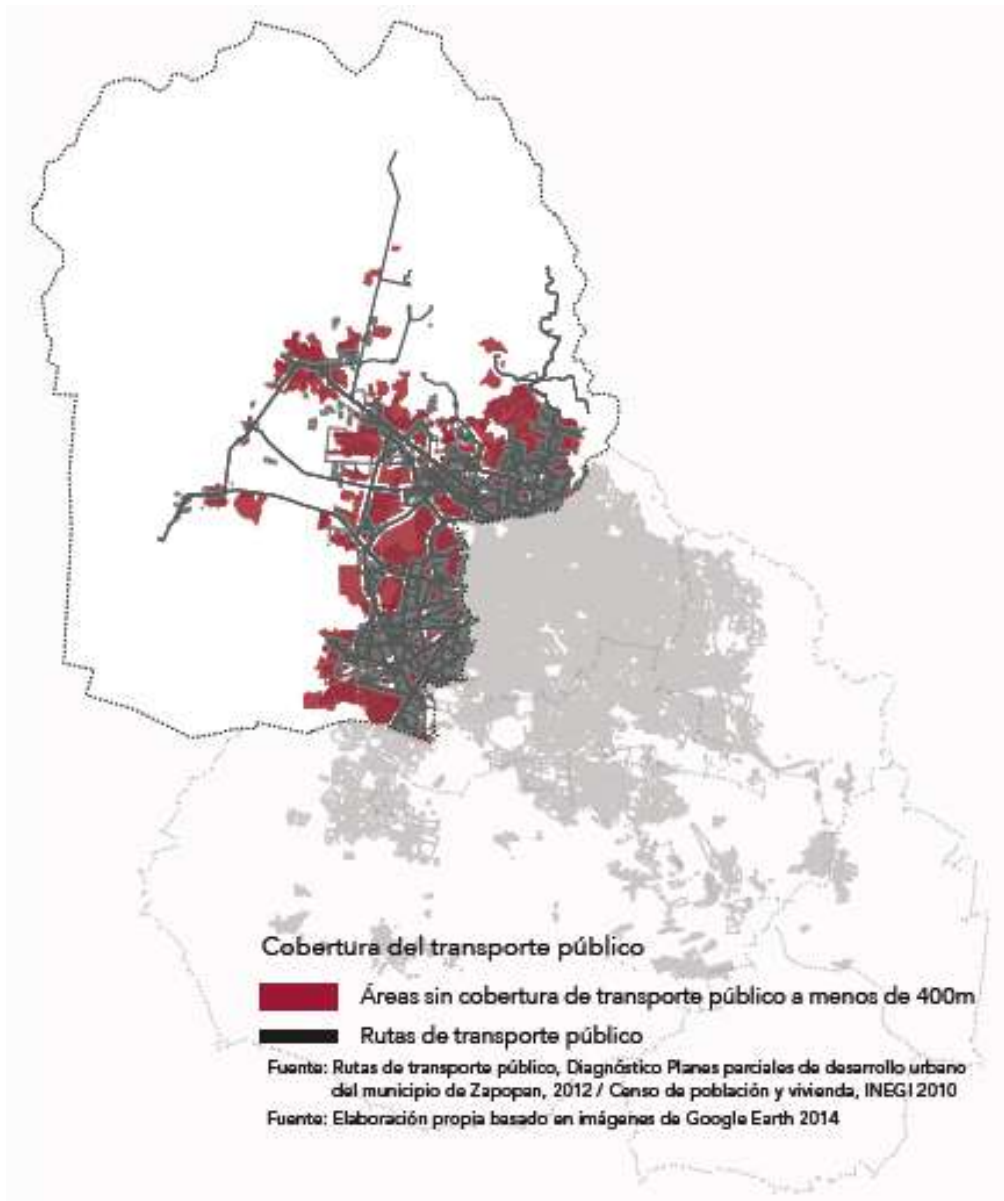 Cobertura del transporte público
Áreas sin cobertura de transporte público a menos de 400m
Rutas de transporte público
Fuente: Rutas de transporte público, Diagnóstico Planes parciales de desarrollo urbano
del municipio de Zapopan, 2012 / Censo de población y vivienda, INEGI 2010
Fuente: Elaboración propia basado en imágenes de Google Earth 2014